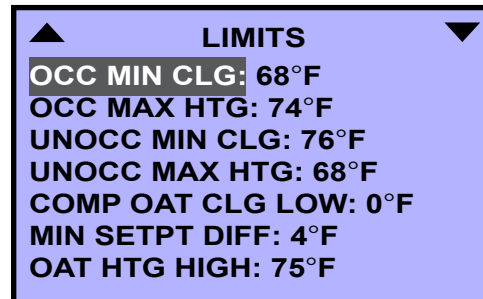 LIMITS
OCC MIN CLG: 68°F
OCC MAX HTG: 74°F
UNOCC MIN CLG: 76°F
UNOCC MAX HTG: 68°F
COMP OAT CLG LOW: 0°F
MIN SETPT DIFF: 4°F
OAT HTG HIGH: 75°F